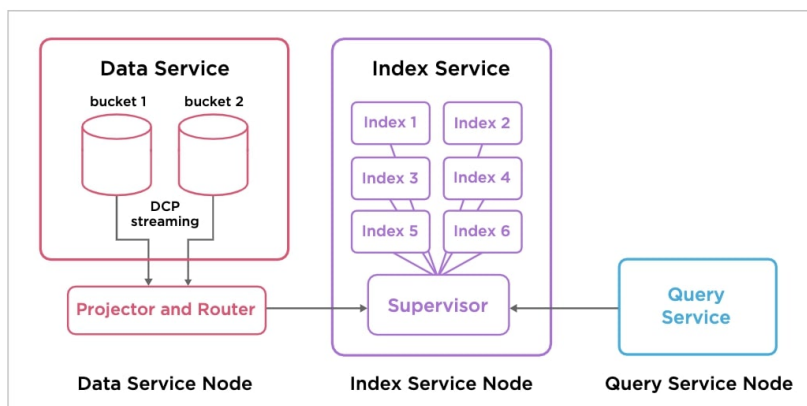 Data Service
bucket 1
bucket 2
DCP
streaming
Projector and Router
Data Service Node
Index Service
Index 1
Index 2
Index 3
Index 4
Index 5
Index 6
Supervisor
Index Service Node
Query
Service
Query Service Node